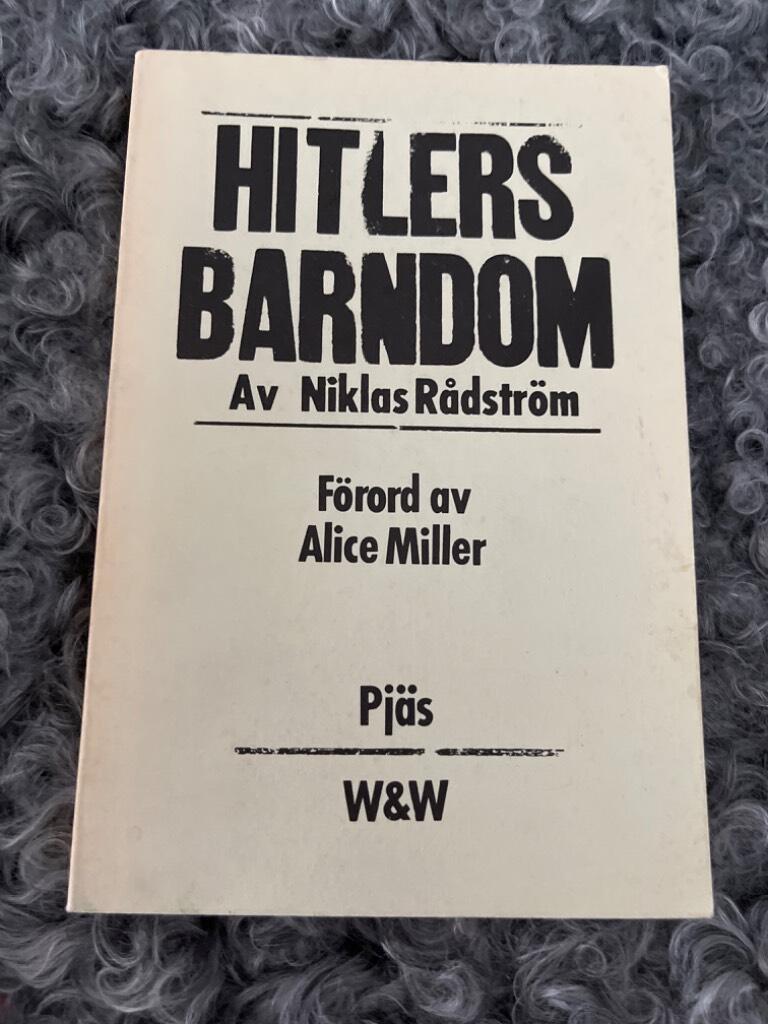 HITLERS
BARNDOM
Av Niklas Rådström
Förord av
Alice Miller
Pjäs
W&W